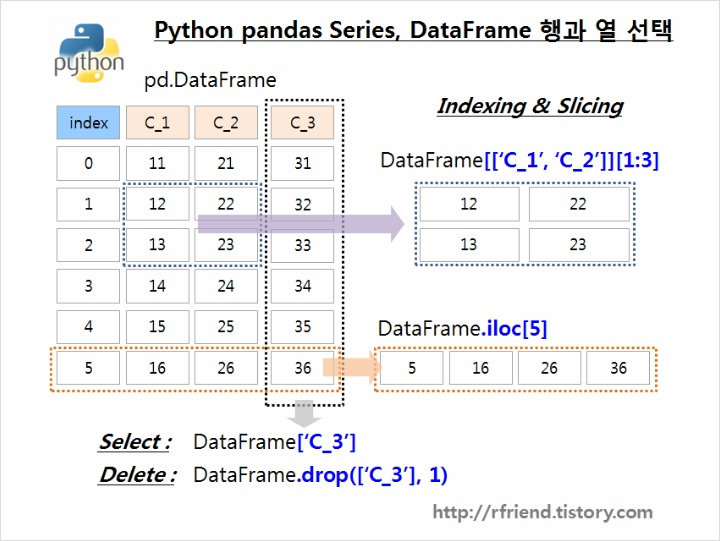 Python pandas Series, DataFrame 행과 열 선택
python
pd.DataFrame
Indexing & Slicing
index C_1 C_2 C_3
0 11 21 31
1 12 22 32
2 13 23 33
3 14 24 34
4 15 25 35
5 16 26 36
DataFrame[[‘C_1’, ‘C_2’]][1:3]
12 22
13 23
DataFrame.iloc[5]
5 16 26 36
Select : DataFrame[‘C_3’]
Delete : DataFrame.drop([‘C_3’], 1)
http://rfriend.tistory.com